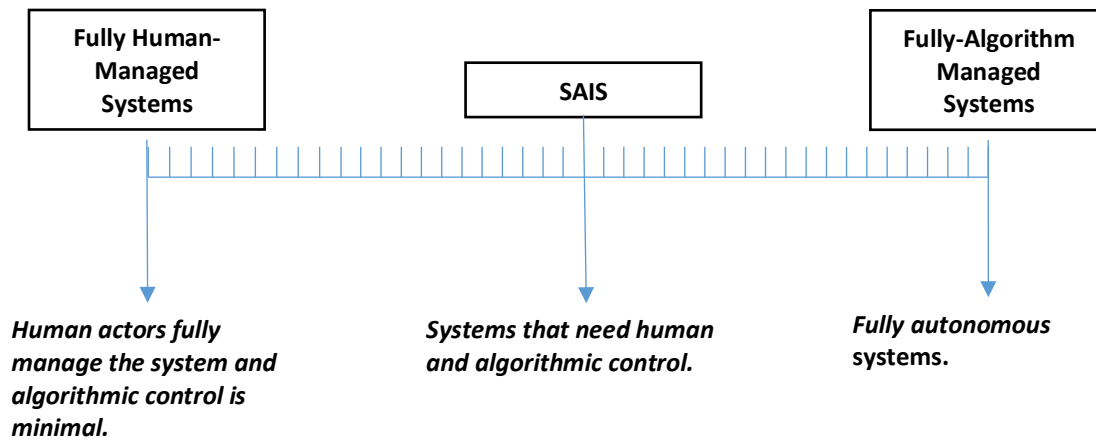 Fully Human-
Managed
Systems
SAIS
Fully-Algorithm
Managed
Systems
Human actors fully
manage the system and
algorithmic control is
minimal.
Systems that need human
and algorithmic control.
Fully autonomous
systems.